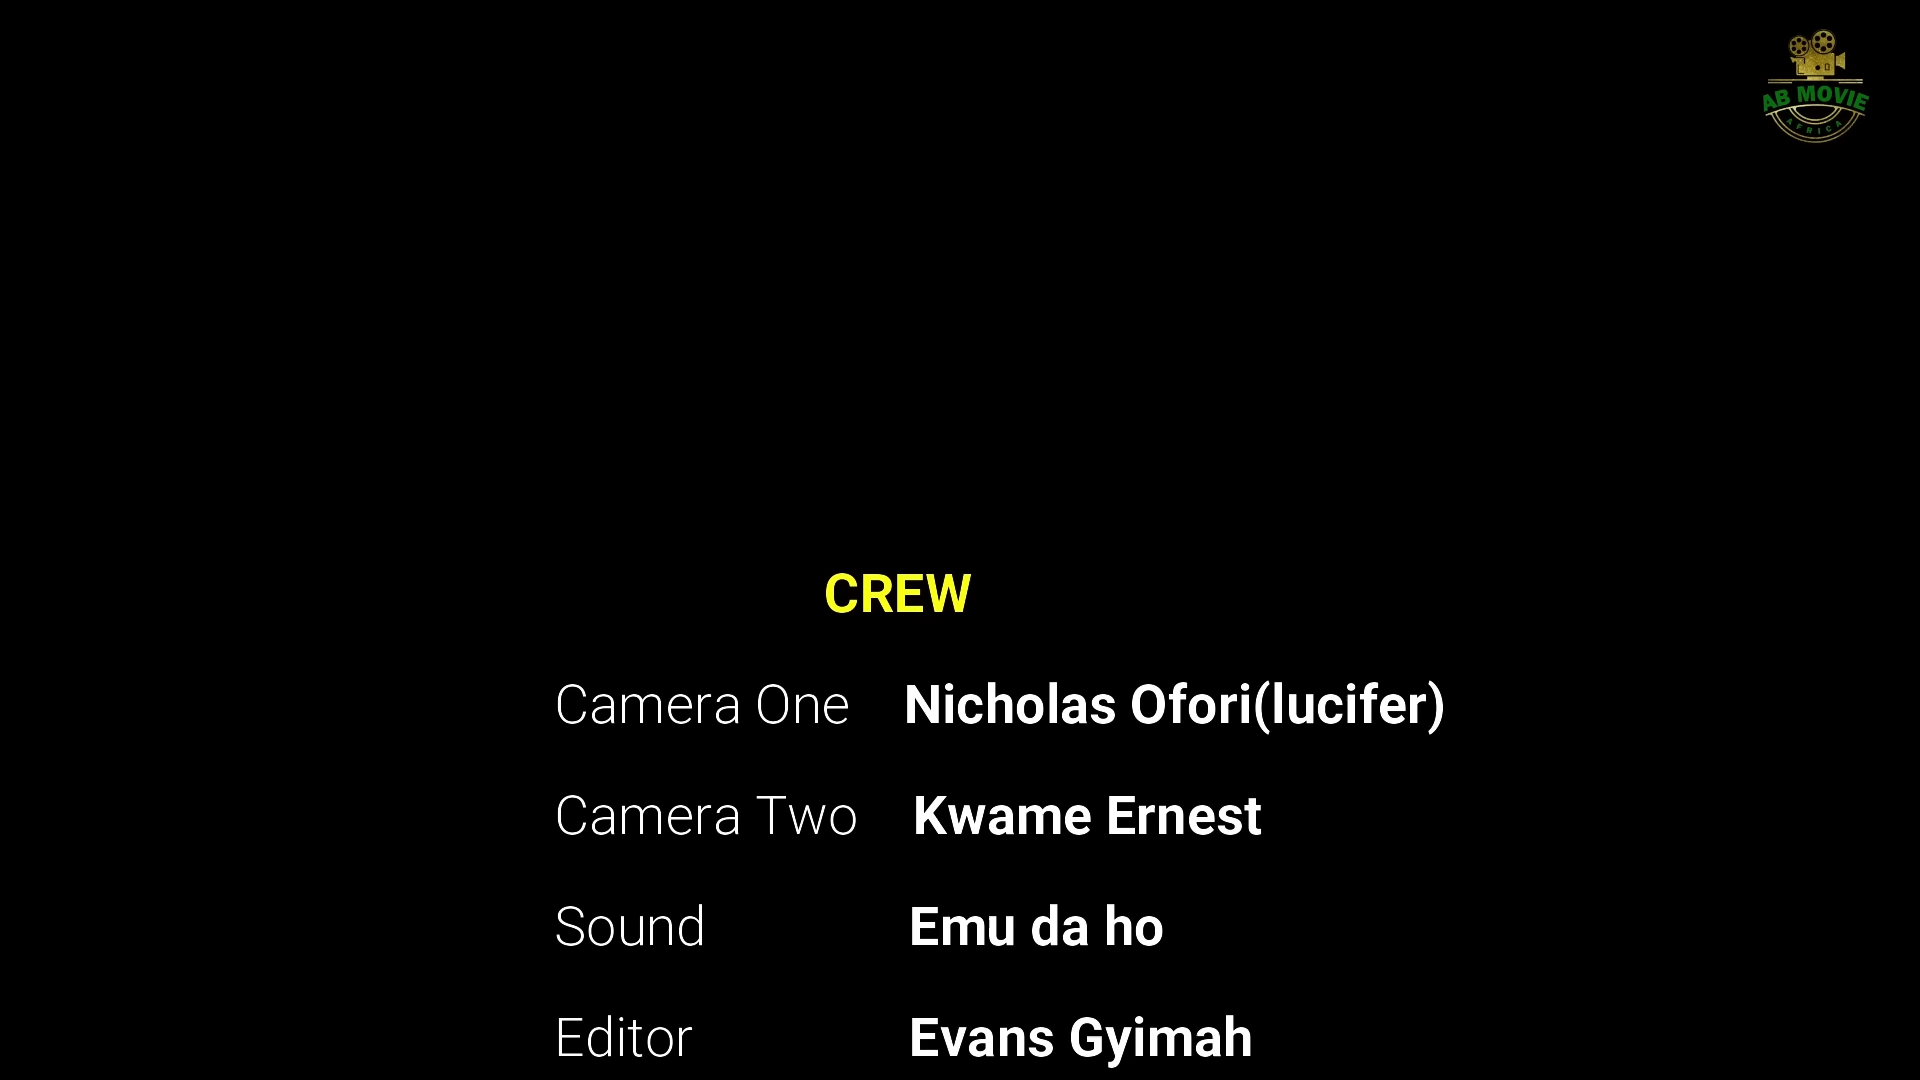 AB MOVIE
AFRICA
CREW
Camera One Nicholas Ofori(lucifer)
Camera Two Kwame Ernest
Sound Emu da ho
Editor Evans Gyimah